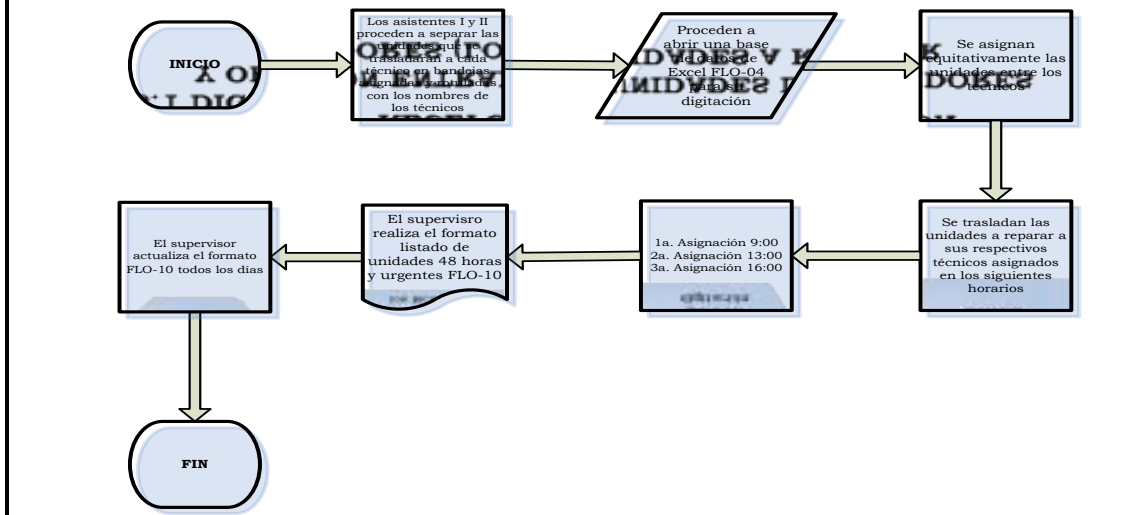 INICIO
Los asistentes I y II
proceden a separar las
unidades que se
trasladarán a cada
técnico en bandejas
asignadas y rotuladas,
con los nombres de
los técnicos
Proceden a
abrir una base
de datos de
Excel FLO-04
para su
digitación
Se asignan
equitativamente las
unidades entre los
técnicos
Se trasladan las
unidades a reparar a
sus respectivos
técnicos asignados
en los siguientes
horarios
1a. Asignación 9:00
2a. Asignación 13:00
3a. Asignación 16:00
El supervisro
realiza el formato
listado de
unidades 48 horas
y urgentes FLO-10
El supervisor
actualiza el formato
FLO-10 todos los días
FIN